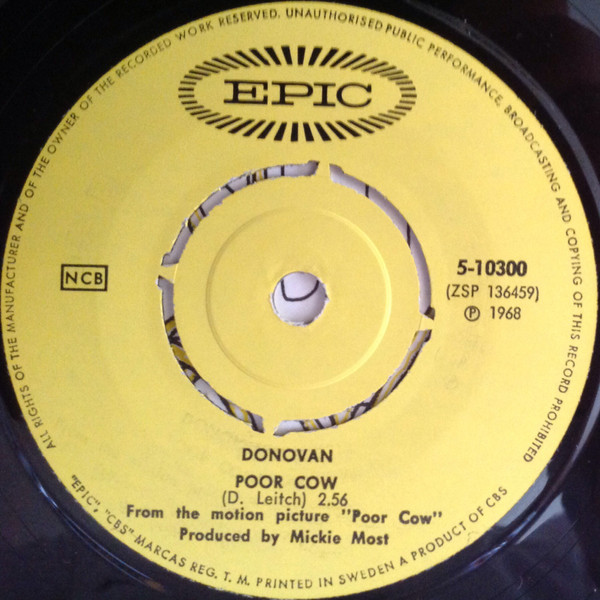 ALL RIGHTS OF THE MANUFACTURER AND OF THE OWNER OF THE RECORDED WORK RESERVED. UNAUTHORISED PUBLIC PERFORMANCE, BROADCASTING AND COPYING OF THIS RECORD PROHIBITED
EPIC
NCB
5-10300
(ZSP 136459)
℗ 1968
DONOVAN
POOR COW
(D. Leitch) 2.56
From the motion picture "Poor Cow"
Produced by Mickie Most
"EPIC", "CBS" MARCAS REG. T. M. PRINTED IN SWEDEN A PRODUCT OF CBS